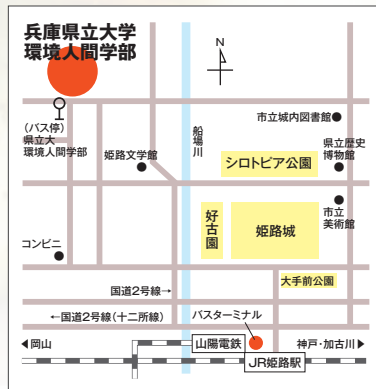 兵庫県立大学
環境人間学部
N
(バス停)
県立大
環境人間学部
姫路文学館
船場川
市立城内図書館
シロトピア公園
県立歴史
博物館
好古園
姫路城
市立
美術館
コンビニ
大手前公園
国道2号線→
←国道2号線(十二所線)
バスターミナル
◀岡山
山陽電鉄
神戸・加古川▶
JR姫路駅